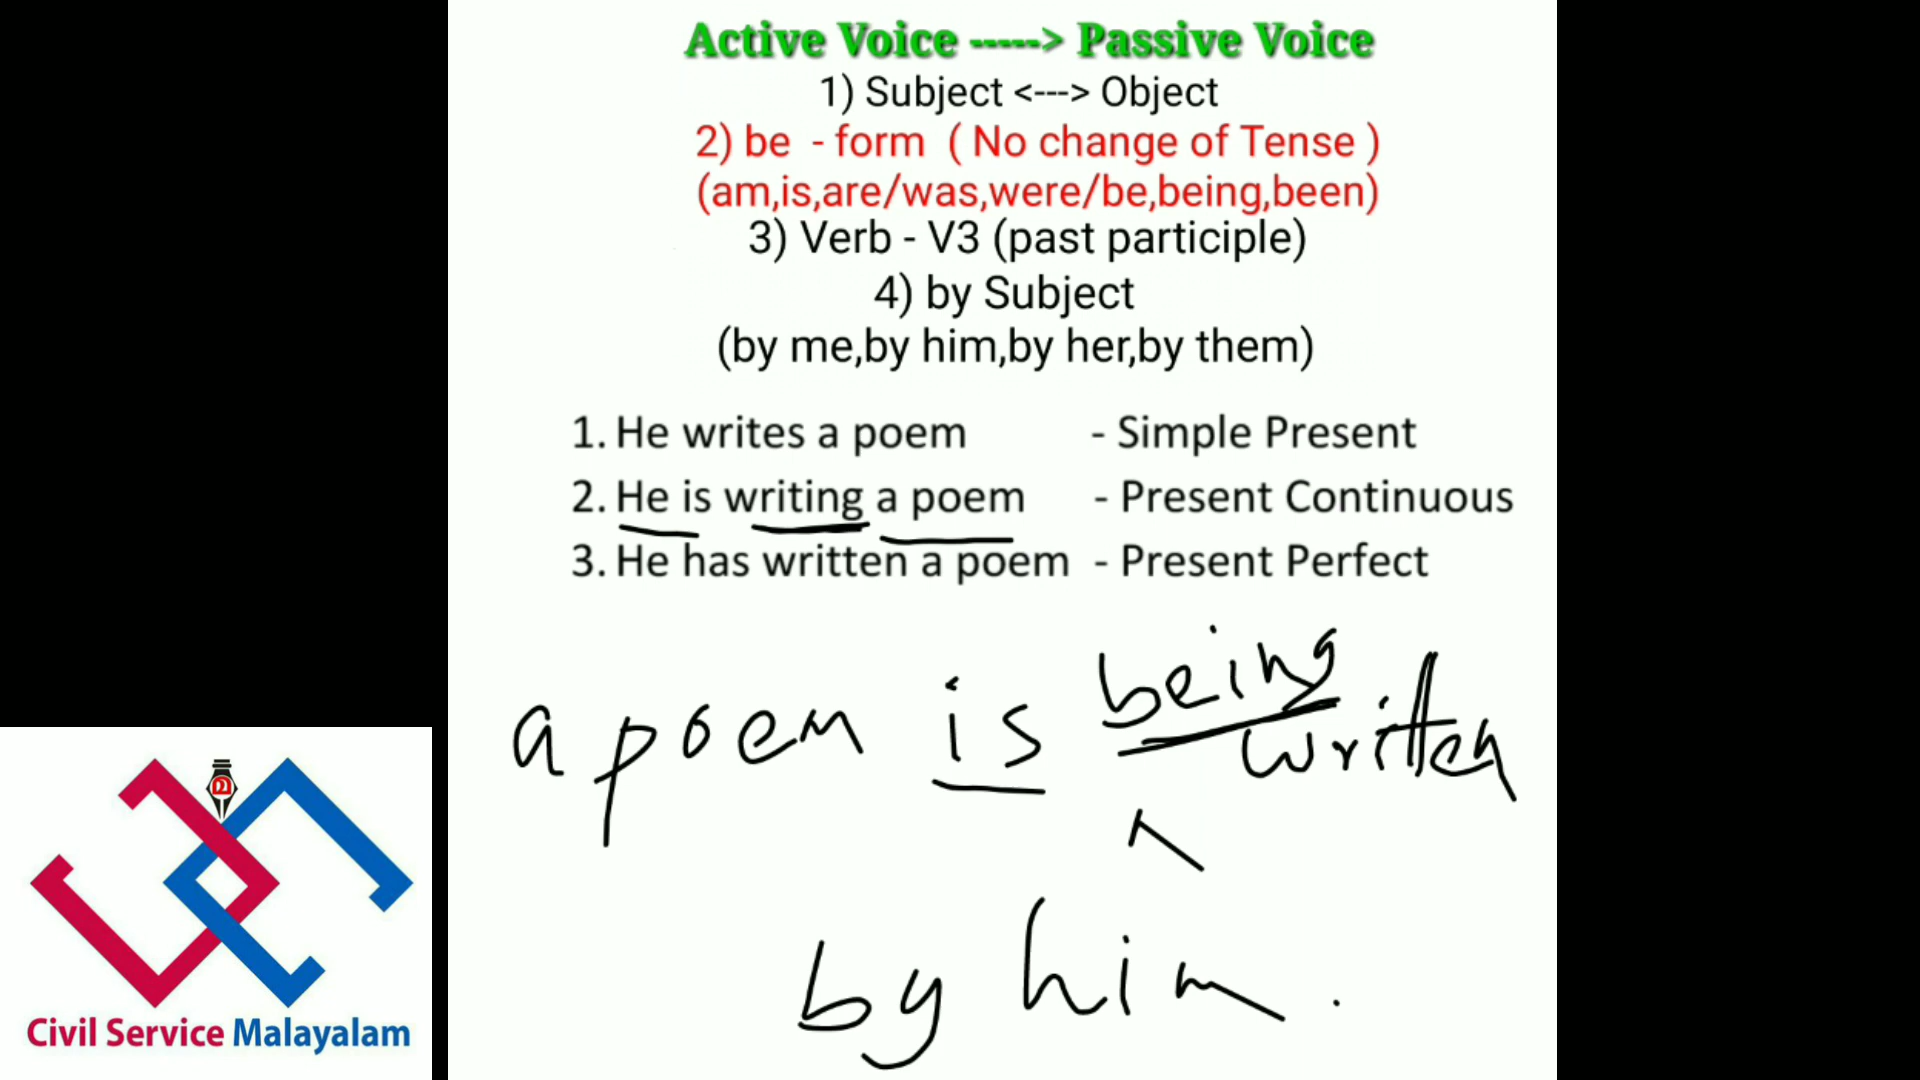 Active Voice -----> Passive Voice
1) Subject <---> Object
2) be - form ( No change of Tense )
(am,is,are/was,were/be,being,been)
3) Verb - V3 (past participle)
4) by Subject
(by me,by him,by her,by them)
1. He writes a poem - Simple Present
2. He is writing a poem - Present Continuous
3. He has written a poem - Present Perfect
a poem is being written
by him.
Civil Service Malayalam